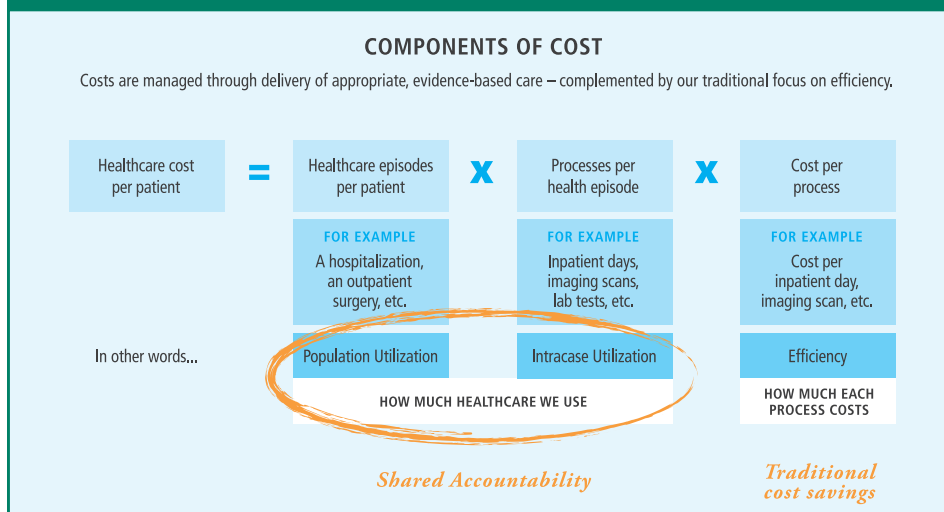 COMPONENTS OF COST
Costs are managed through delivery of appropriate, evidence-based care – complemented by our traditional focus on efficiency.
Healthcare cost
per patient
=
Healthcare episodes
per patient
X
Processes per
health episode
X
Cost per
process
FOR EXAMPLE
A hospitalization,
an outpatient
surgery, etc.
FOR EXAMPLE
Inpatient days,
imaging scans,
lab tests, etc.
FOR EXAMPLE
Cost per
inpatient day,
imaging scan, etc.
In other words...
Population Utilization
Intracase Utilization
Efficiency
HOW MUCH HEALTHCARE WE USE
HOW MUCH EACH
PROCESS COSTS
Shared Accountability
Traditional
cost savings